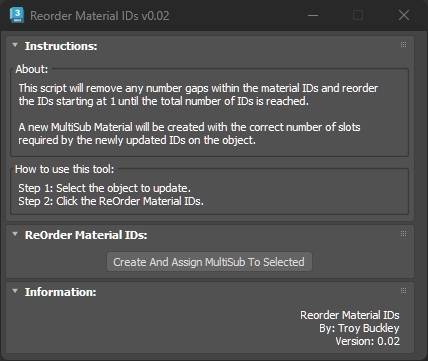 Reorder Material IDs v0.02
Instructions:
About:
This script will remove any number gaps within the material IDs and reorder
the IDs starting at 1 until the total number of IDs is reached.
A new MultiSub Material will be created with the correct number of slots
required by the newly updated IDs on the object.
How to use this tool:
Step 1: Select the object to update.
Step 2: Click the ReOrder Material IDs.
ReOrder Material IDs:
Create And Assign MultiSub To Selected
Information:
Reorder Material IDs
By: Troy Buckley
Version: 0.02